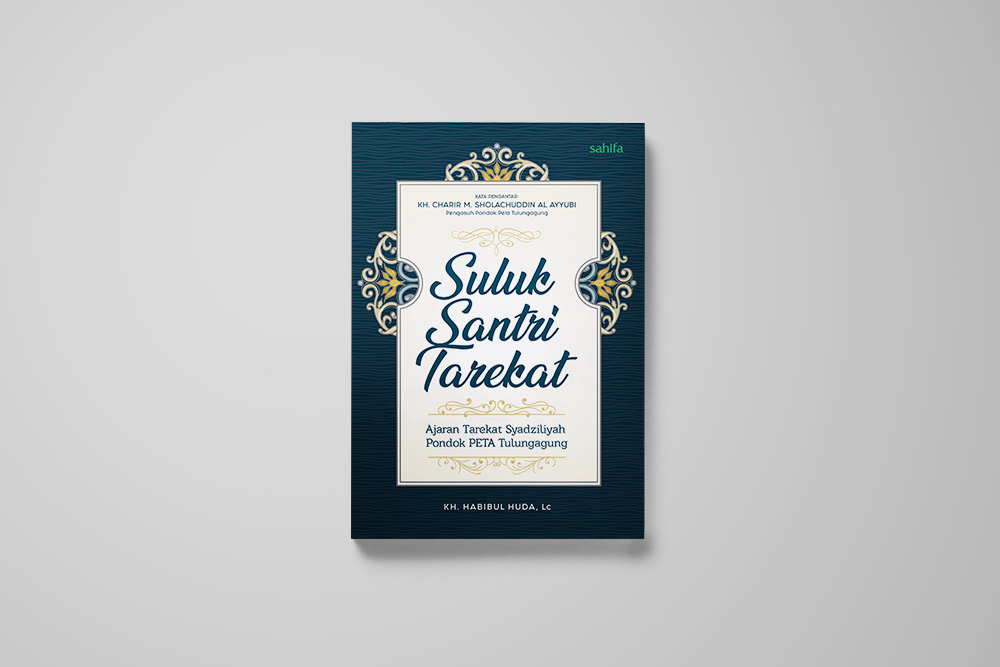 sahifa
KATA PENGANTAR:
KH. CHARIR M. SHOLACHUDDIN AL AYYUBI
Pengasuh Pondok Peta Tulungagung
Suluk
Santri
Tarekat
Ajaran Tarekat Syadziliyah
Pondok PETA Tulungagung
KH. HABIBUL HUDA, Lc